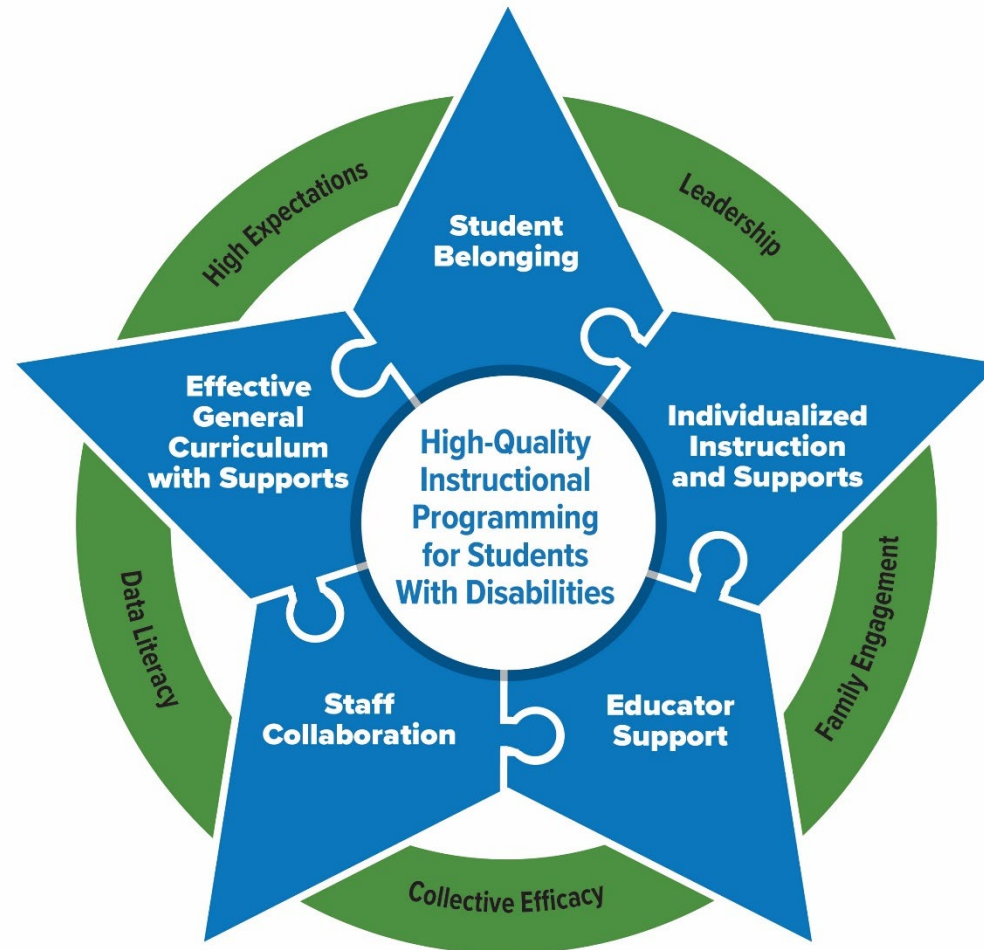 High Expectations
Leadership
Student
Belonging
Effective
General
Curriculum
with Supports
High-Quality
Instructional
Programming
for Students
With Disabilities
Individualized
Instruction
and Supports
Data Literacy
Family Engagement
Staff
Collaboration
Educator
Support
Collective Efficacy